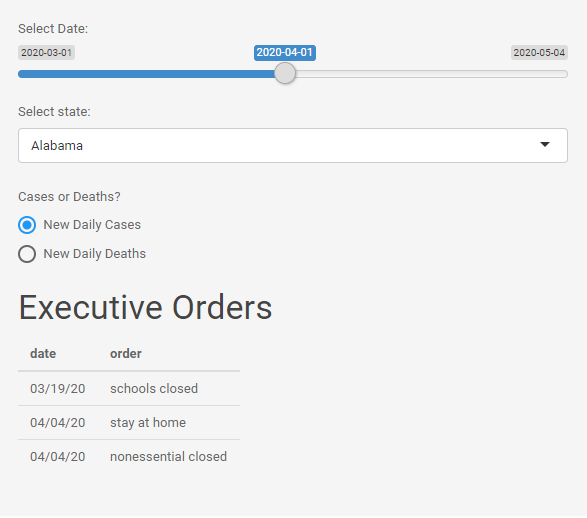 Select Date:
2020-03-01 2020-04-01 2020-05-04
Select state:
Alabama
Cases or Deaths?
New Daily Cases
New Daily Deaths
Executive Orders
date order
03/19/20 schools closed
04/04/20 stay at home
04/04/20 nonessential closed